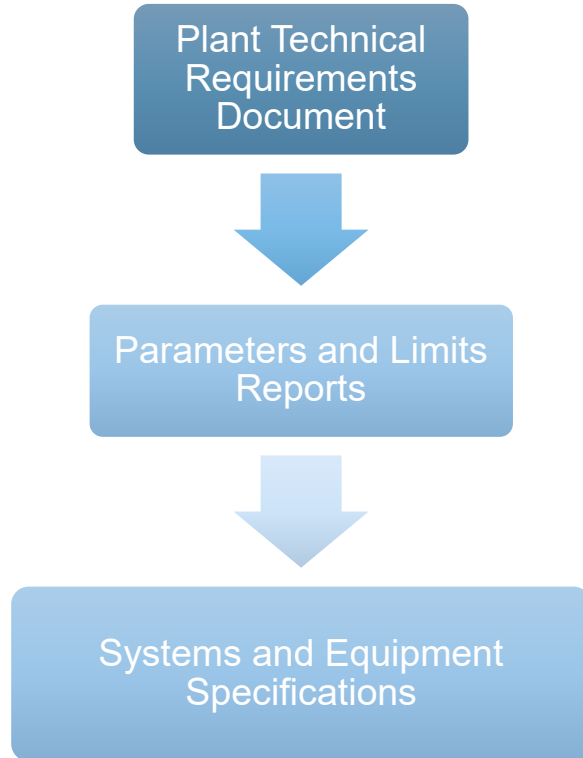 Plant Technical
Requirements
Document
Parameters and Limits
Reports
Systems and Equipment
Specifications